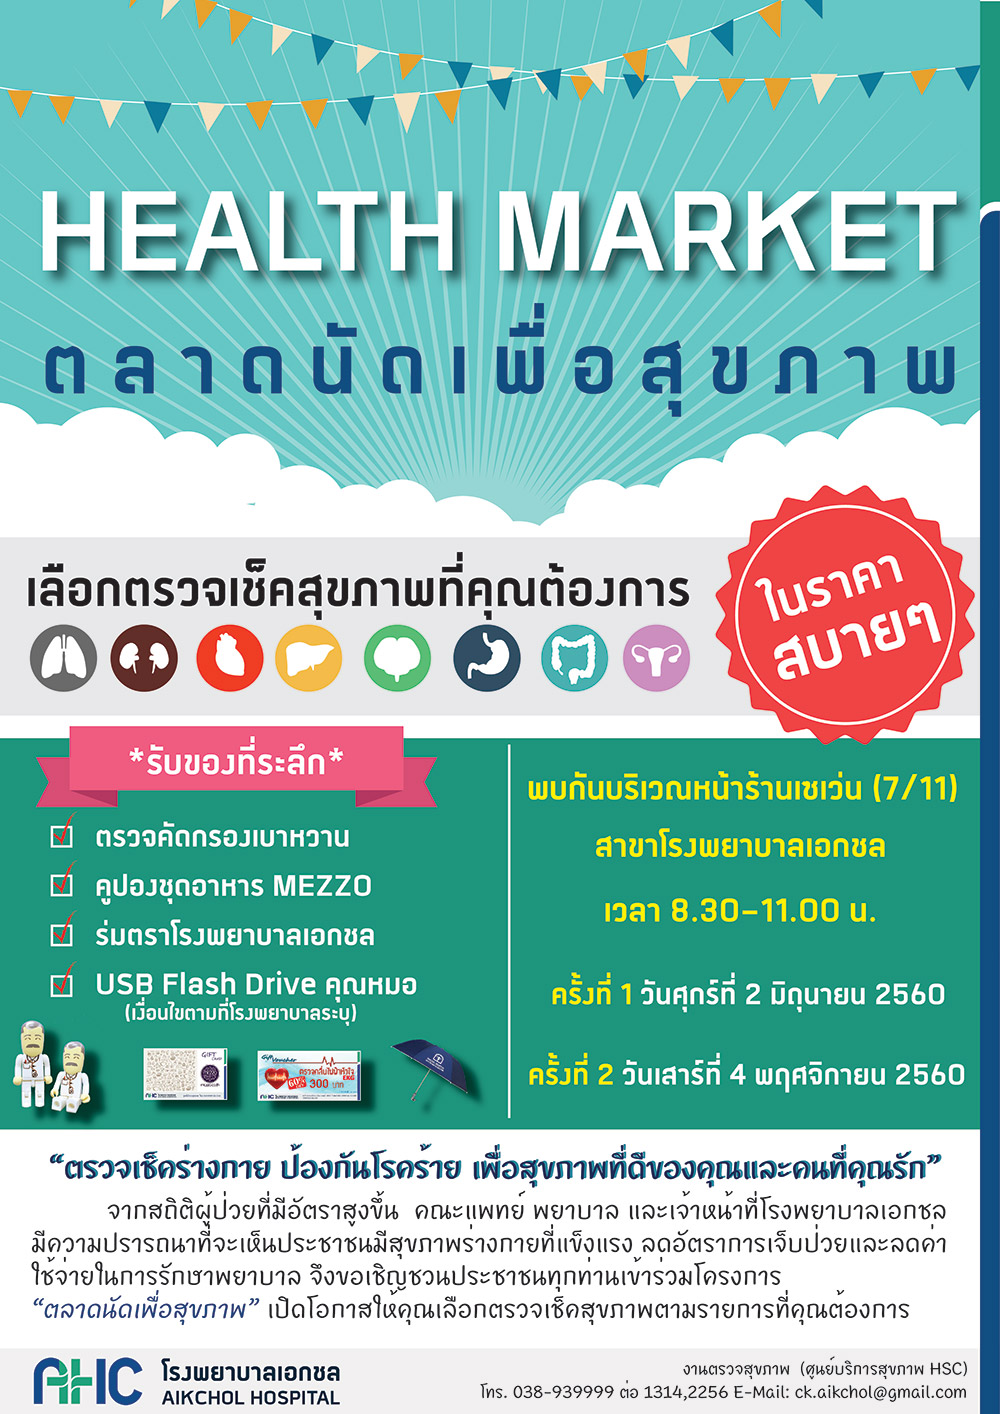 HEALTH MARKET
ตลาดนัดเพื่อสุขภาพ
เลือกตรวจเช็คสุขภาพที่คุณต้องการ
ในราคา
สบายๆ
*รับของที่ระลึก*
ตรวจคัดกรองเบาหวาน
คูปองชุดอาหาร MEZZO
ร่มตราโรงพยาบาลเอกชล
USB Flash Drive คุณหมอ
(เงื่อนไขตามที่โรงพยาบาลระบุ)
GIFT
Gift Voucher
ตรวจคลื่นไฟฟ้าหัวใจ
EKG
300 บาท
AHC
AHC
พบกันบริเวณหน้าร้านเซเว่น (7/11)
สาขาโรงพยาบาลเอกชล
เวลา 8.30-11.00 น.
ครั้งที่ 1 วันศุกร์ที่ 2 มิถุนายน 2560
ครั้งที่ 2 วันเสาร์ที่ 4 พฤศจิกายน 2560
“ตรวจเช็คร่างกาย ป้องกันโรคร้าย เพื่อสุขภาพที่ดีของคุณและคนที่คุณรัก”
จากสถิติผู้ป่วยที่มีอัตราสูงขึ้น คณะแพทย์ พยาบาล และเจ้าหน้าที่โรงพยาบาลเอกชล
มีความปรารถนาที่จะเห็นประชาชนมีสุขภาพร่างกายที่แข็งแรง ลดอัตราการเจ็บป่วยและลดค่า
ใช้จ่ายในการรักษาพยาบาล จึงขอเชิญชวนประชาชนทุกท่านเข้าร่วมโครงการ
“ตลาดนัดเพื่อสุขภาพ” เปิดโอกาสให้คุณเลือกตรวจเช็คสุขภาพตามรายการที่คุณต้องการ
AHC
โรงพยาบาลเอกชล
AIKCHOL HOSPITAL
งานตรวจสุขภาพ (ศูนย์บริการสุขภาพ HSC)
โทร. 038-939999 ต่อ 1314,2256 E-Mail: ck.aikchol@gmail.com